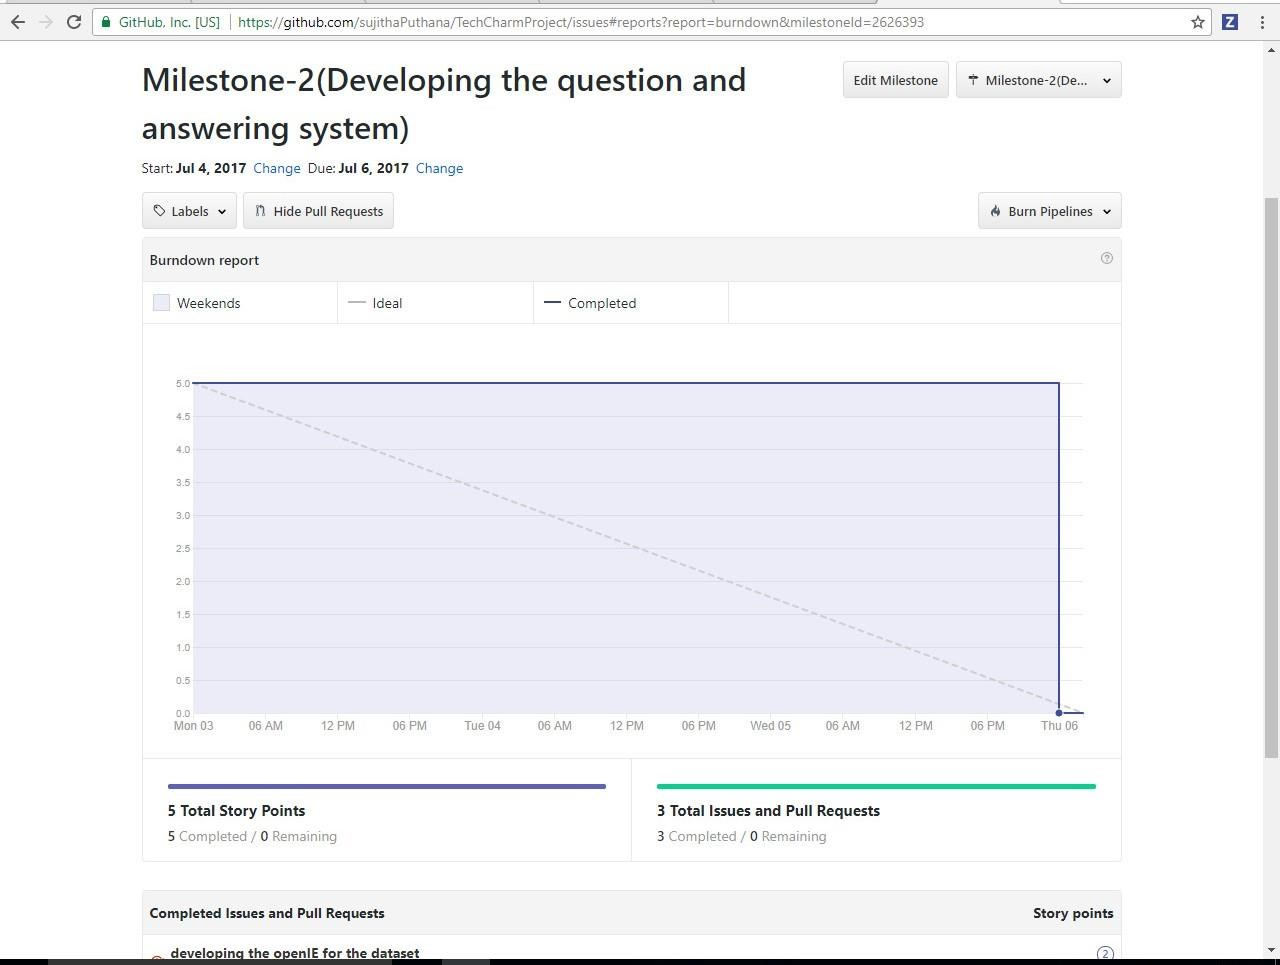 GitHub, Inc. [US] https://github.com/sujithaPuthana/TechCharmProject/issues#reports?report=burndown&milestoneId=2626393
Z
Milestone-2(Developing the question and
answering system)
Edit Milestone
Milestone-2(De...
Start: Jul 4, 2017 Change Due: Jul 6, 2017 Change
Labels
Hide Pull Requests
Burn Pipelines
Burndown report
Weekends
Ideal
Completed
5.0
4.5
4.0
3.5
3.0
2.5
2.0
1.5
1.0
0.5
0.0
Mon 03 06 AM 12 PM 06 PM Tue 04 06 AM 12 PM 06 PM Wed 05 06 AM 12 PM 06 PM Thu 06
5 Total Story Points
5 Completed / 0 Remaining
3 Total Issues and Pull Requests
3 Completed / 0 Remaining
Completed Issues and Pull Requests Story points
developing the openIE for the dataset 2